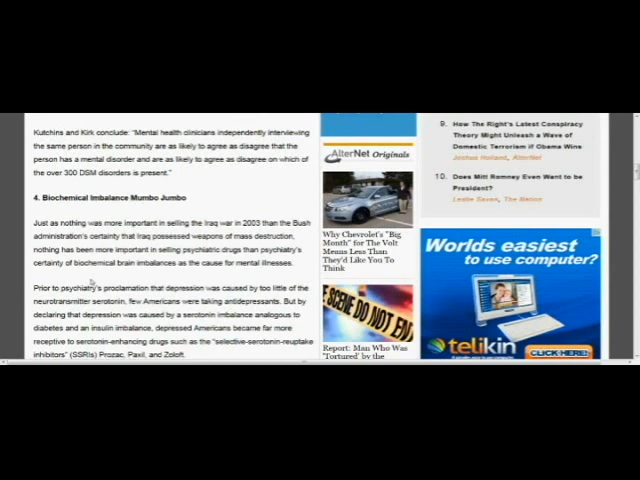 Kutchins and Kirk conclude: "Mental health clinicians independently interviewing
the same person in the community are as likely to agree as disagree that the
person has a mental disorder and are as likely to agree as disagree on which of
the over 300 DSM disorders is present."
4. Biochemical Imbalance Mumbo Jumbo
Just as nothing was more important in selling the Iraq war in 2003 than the Bush
administration's certainty that Iraq possessed weapons of mass destruction,
nothing has been more important in selling psychiatric drugs than psychiatry's
certainty of biochemical brain imbalances as the cause for mental illnesses.
Prior to psychiatry's proclamation that depression was caused by too little of the
neurotransmitter serotonin, few Americans were taking antidepressants. But by
declaring that depression was caused by a serotonin imbalance analogous to
diabetes and an insulin imbalance, depressed Americans became far more
receptive to serotonin-enhancing drugs such as the "selective-serotonin-reuptake
inhibitors" (SSRIs) Prozac, Paxil, and Zoloft.
AlterNet Originals
Why Chevrolet's "Big
Month" for The Volt
Means Less Than
They'd Like You To
Think
E SCENE DO NOT EN
Report: Man Who Was
'Tortured' by the
9. How The Right's Latest Conspiracy
Theory Might Unleash a Wave of
Domestic Terrorism if Obama Wins
Joshua Holland, AlterNet
10. Does Mitt Romney Even Want to be
President?
Leslie Savan, The Nation
Worlds easiest
to use computer?
telikin
CLICK HERE!